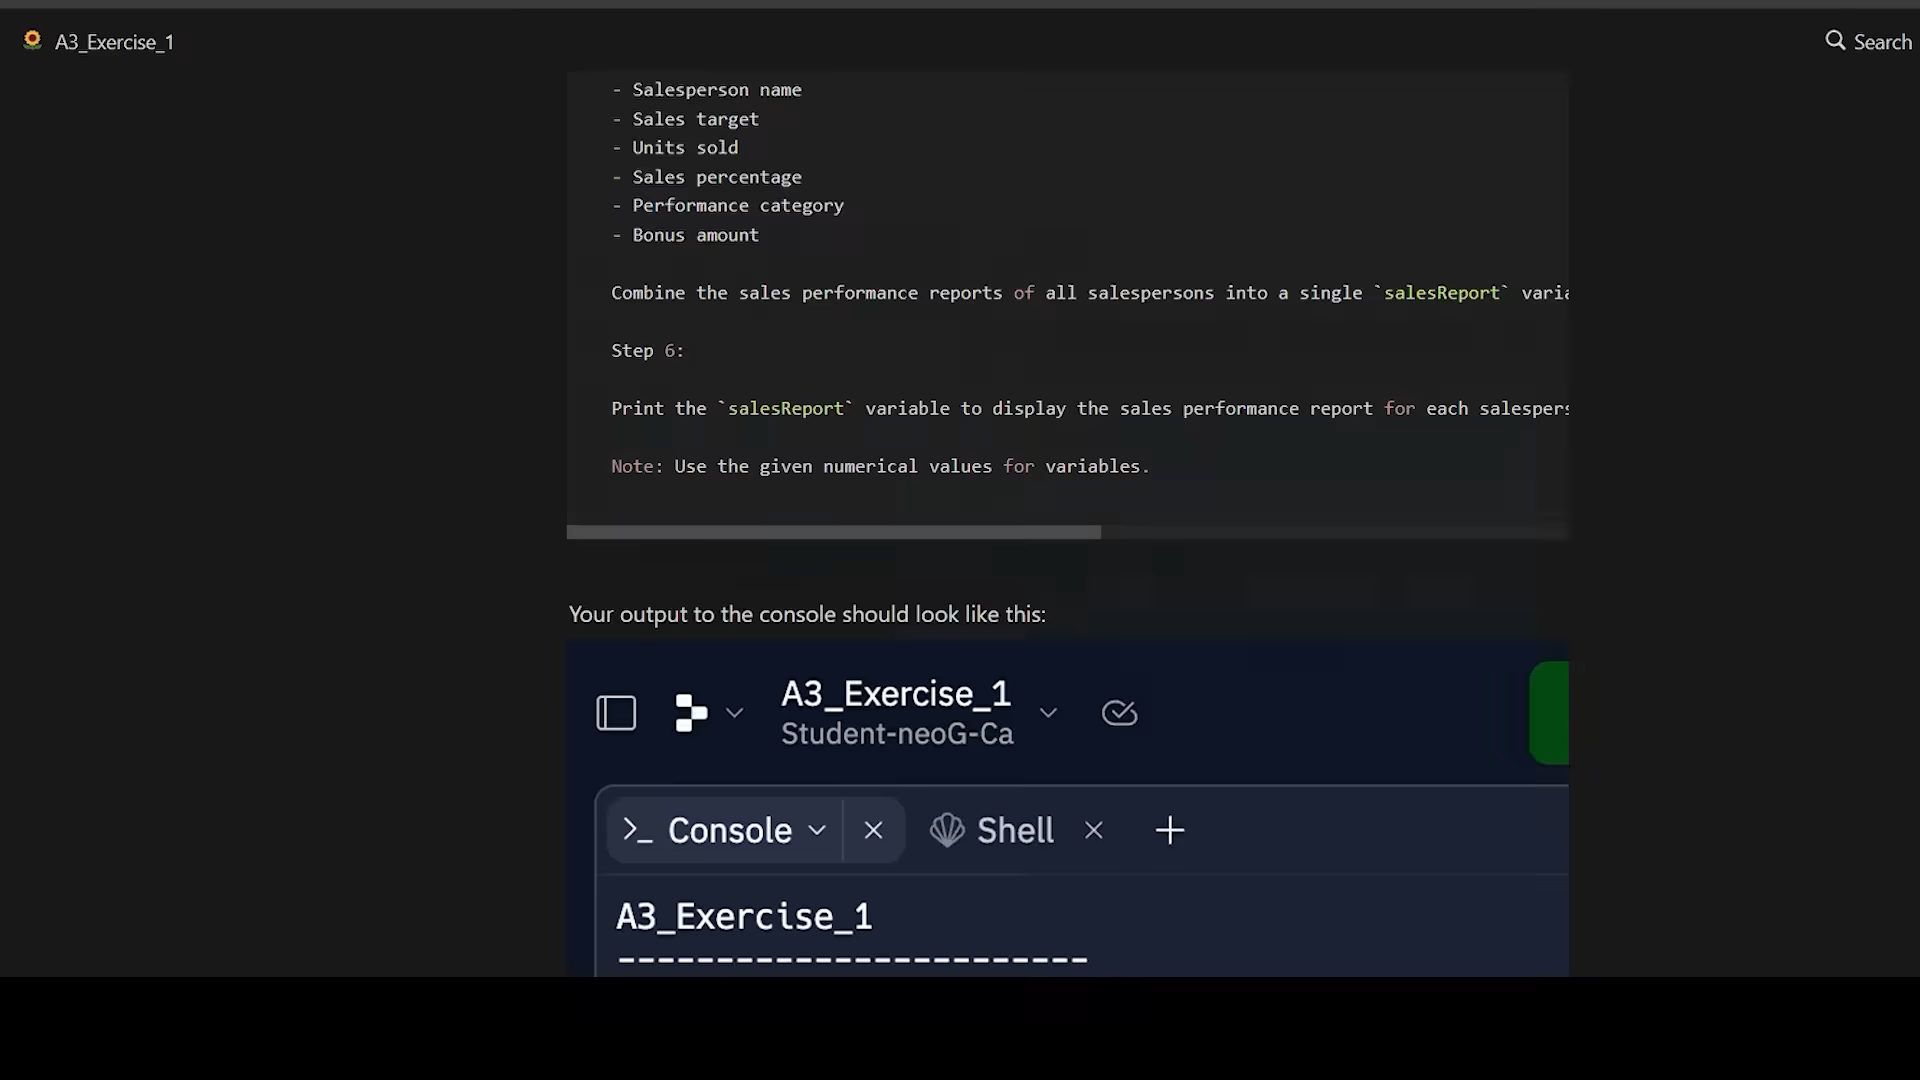 A3_Exercise_1
Search
- Salesperson name
- Sales target
- Units sold
- Sales percentage
- Performance category
- Bonus amount
Combine the sales performance reports of all salespersons into a single `salesReport` varia
Step 6:
Print the `salesReport` variable to display the sales performance report for each salespers
Note: Use the given numerical values for variables.
Your output to the console should look like this:
A3_Exercise_1
Student-neoG-Ca
>_ Console
Shell
A3_Exercise_1
------------------------